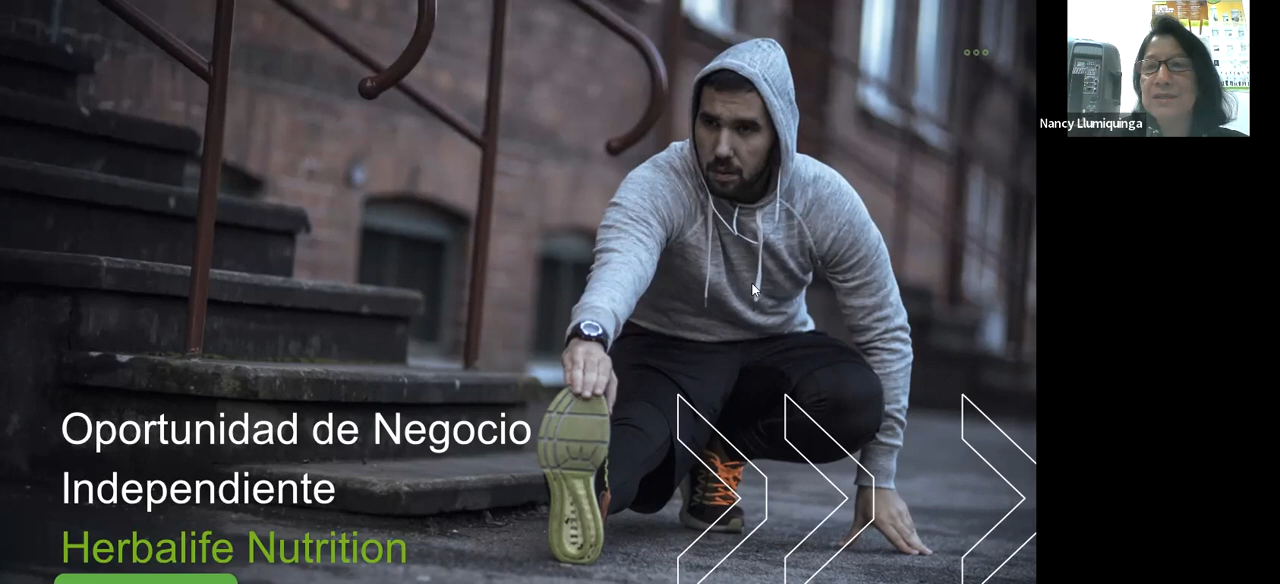 Oportunidad de Negocio
Independiente
Herbalife Nutrition
Nancy Llumiquinga